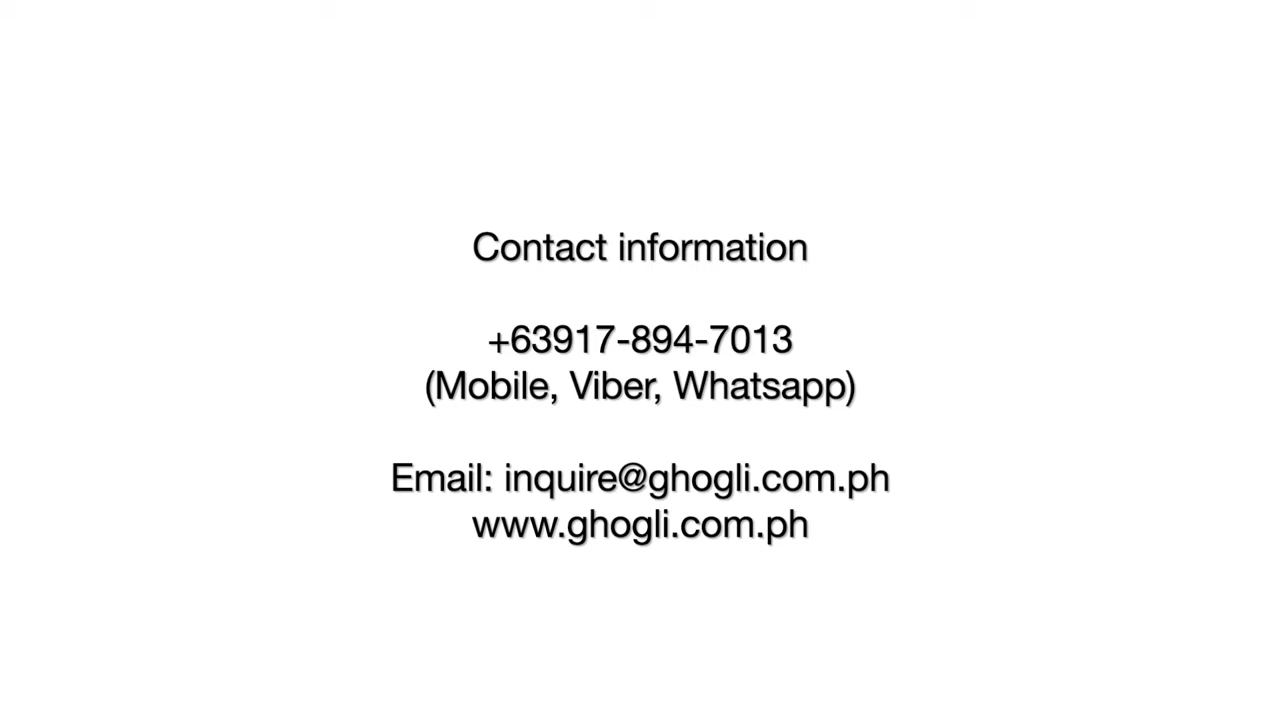 Contact information
+63917-894-7013
(Mobile, Viber, Whatsapp)
Email: inquire@ghogli.com.ph
www.ghogli.com.ph